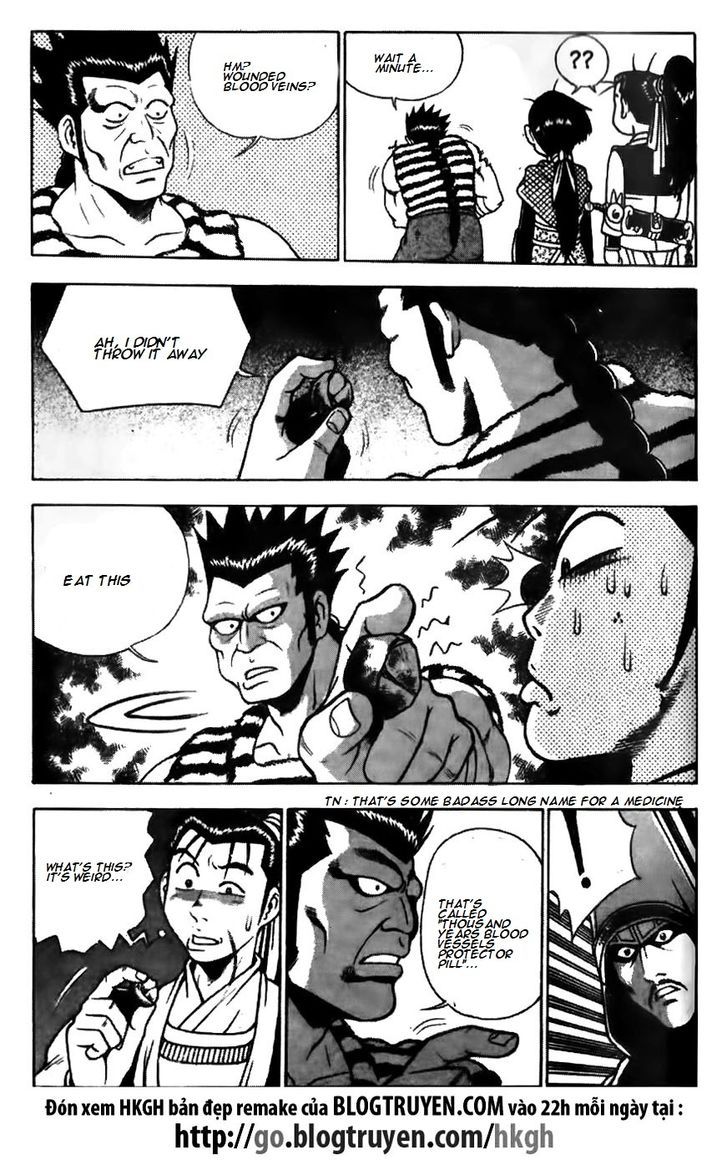 HM?
WOUNDED
BLOOD VEINS?
WAIT A
MINUTE...
??
AH, I DIDN'T
THROW IT AWAY
EAT THIS
TN : THAT'S SOME BADASS LONG NAME FOR A MEDICINE
WHAT'S THIS?
IT'S WEIRD...
THAT'S
CALLED
"THOUSAND
YEARS BLOOD
VESSELS
PROTECTOR
PILL"...
!
Đón xem HKGH bản đẹp remake của BLOGTRUYEN.COM vào 22h mỗi ngày tại :
http://go.blogtruyen.com/hkgh